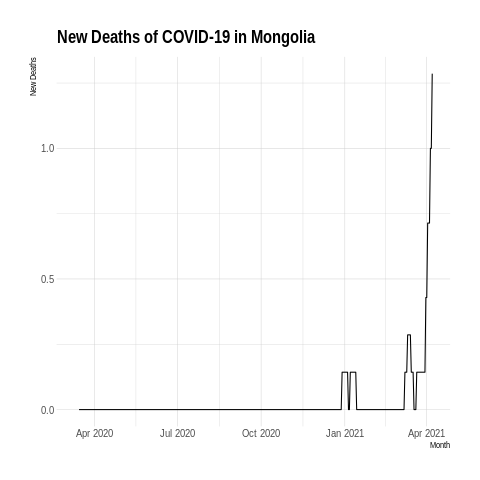 New Deaths of COVID-19 in Mongolia
New Deaths
1.0
0.5
0.0
Apr 2020 Jul 2020 Oct 2020 Jan 2021 Apr 2021
Month